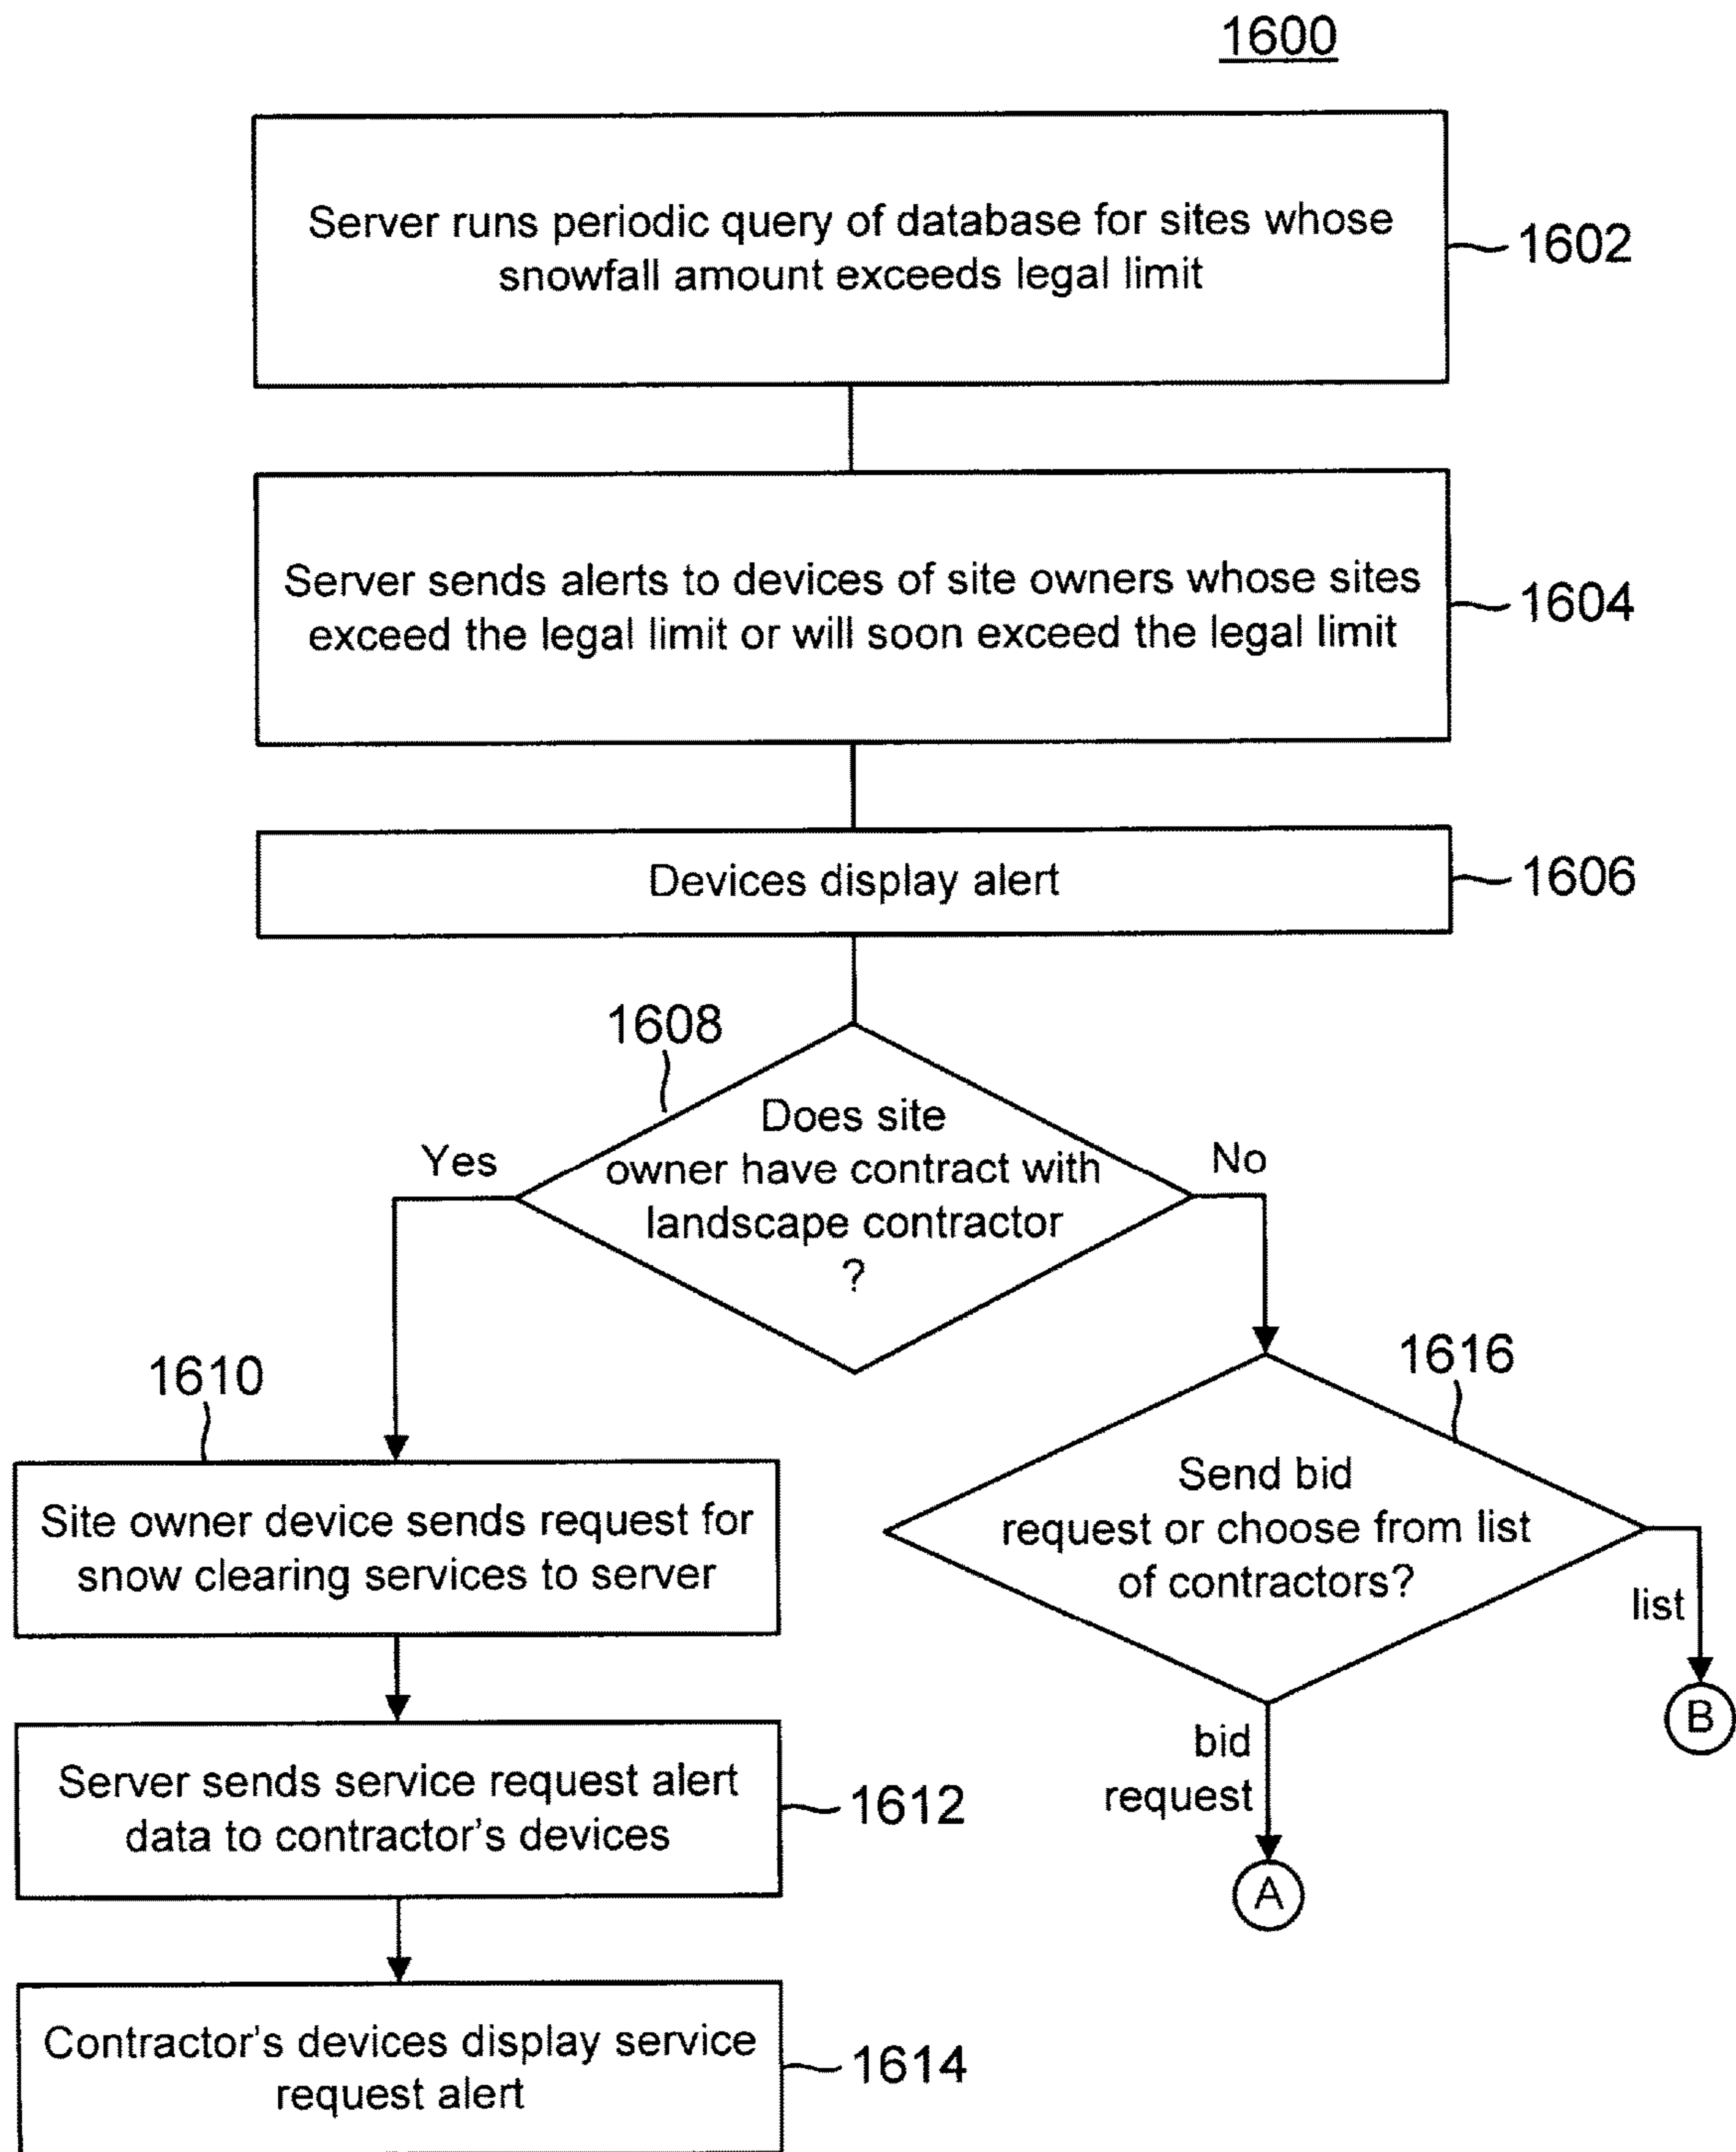 1600
Server runs periodic query of database for sites whose
snowfall amount exceeds legal limit
1602
Server sends alerts to devices of site owners whose sites
exceed the legal limit or will soon exceed the legal limit
1604
Devices display alert
1606
1608
Does site
owner have contract with
landscape contractor
?
Yes
No
1610
Site owner device sends request for
snow clearing services to server
Server sends service request alert
data to contractor's devices
1612
Contractor's devices display service
request alert
1614
1616
Send bid
request or choose from list
of contractors?
list
B
bid
request
A